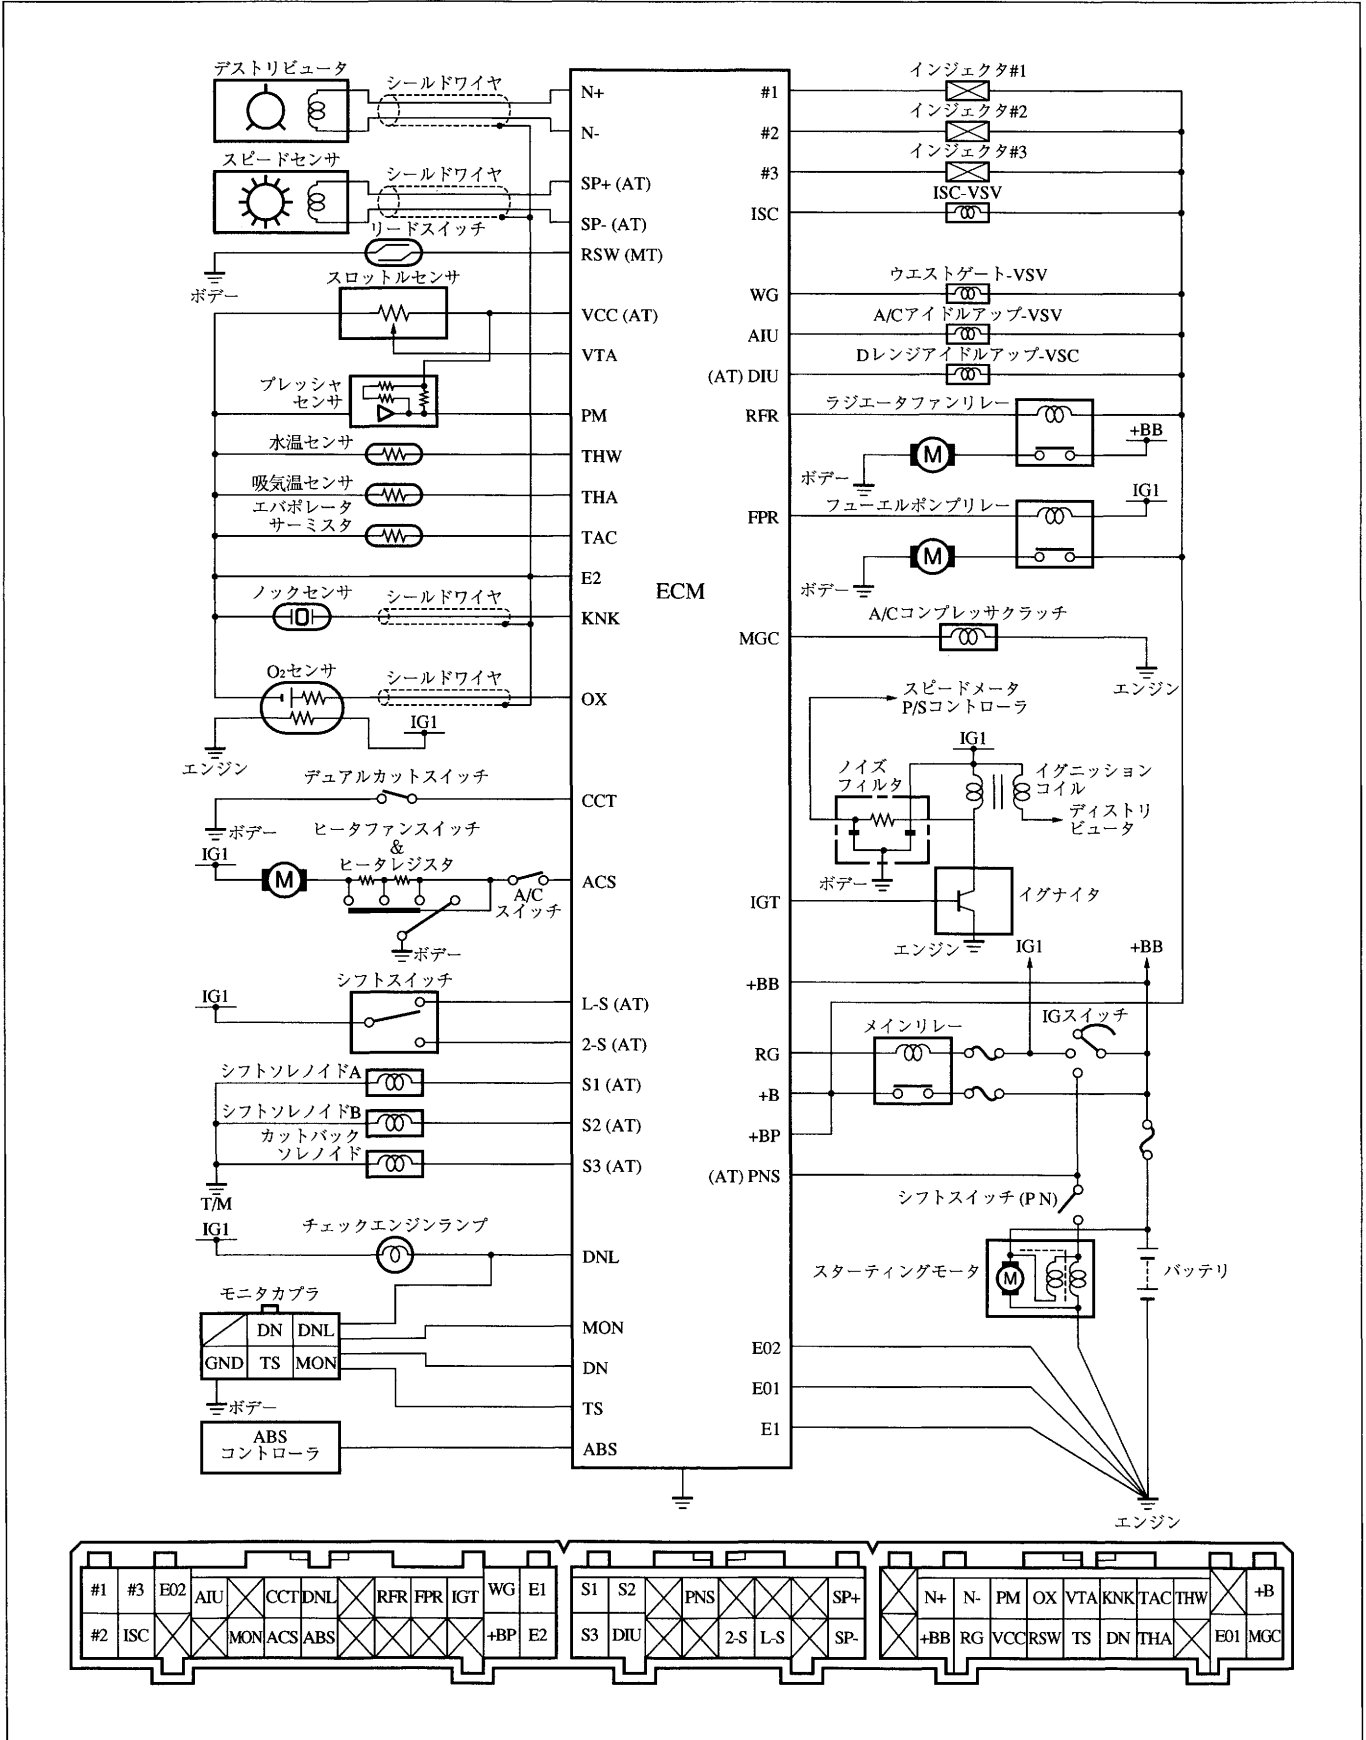 デストリビュータ
シールドワイヤ
N+
N-
スピードセンサ
シールドワイヤ
SP+ (AT)
SP- (AT)
リードスイッチ
RSW (MT)
ボデー
スロットルセンサ
VCC (AT)
VTA
プレッシャ
センサ
PM
水温センサ
THW
吸気温センサ
THA
エバポレータ
サーミスタ
TAC
E2
ノックセンサ
シールドワイヤ
KNK
O₂センサ
シールドワイヤ
OX
IG1
エンジン
デュアルカットスイッチ
CCT
ボデー
ヒータファンスイッチ
&
ヒータレジスタ
IG1
M
ACS
A/C
スイッチ
ボデー
シフトスイッチ
IG1
L-S (AT)
2-S (AT)
シフトソレノイドA
S1 (AT)
シフトソレノイドB
S2 (AT)
カットバック
ソレノイド
S3 (AT)
T/M
IG1
チェックエンジンランプ
DNL
モニタカプラ
DN DNL
GND TS MON
MON
DN
TS
ボデー
ABS
コントローラ
ABS
ECM
インジェクタ#1
#1
インジェクタ#2
#2
インジェクタ#3
#3
ISC-VSV
ISC
ウエストゲート-VSV
WG
A/Cアイドルアップ-VSV
AIU
Dレンジアイドルアップ-VSC
(AT) DIU
ラジエータファンリレー
RFR
+BB
M
ボデー
IG1
フューエルポンプリレー
FPR
M
ボデー
A/Cコンプレッサクラッチ
MGC
エンジン
スピードメータ
P/Sコントローラ
IG1
ノイズ
フィルタ
イグニッション
コイル
ディストリ
ビュータ
ボデー
イグナイタ
IGT
エンジン
IG1
+BB
+BB
IGスイッチ
メインリレー
RG
+B
+BP
(AT) PNS
シフトスイッチ(P N)
スターティングモータ
M
バッテリ
E02
E01
E1
エンジン
#1 #3 E02 AIU CCT DNL RFR FPR IGT WG E1
#2 ISC MON ACS ABS +BP E2
S1 S2 PNS SP+
S3 DIU 2-S L-S SP-
N+ N- PM OX VTA KNK TAC THW +B
+BB RG VCC RSW TS DN THA E01 MGC